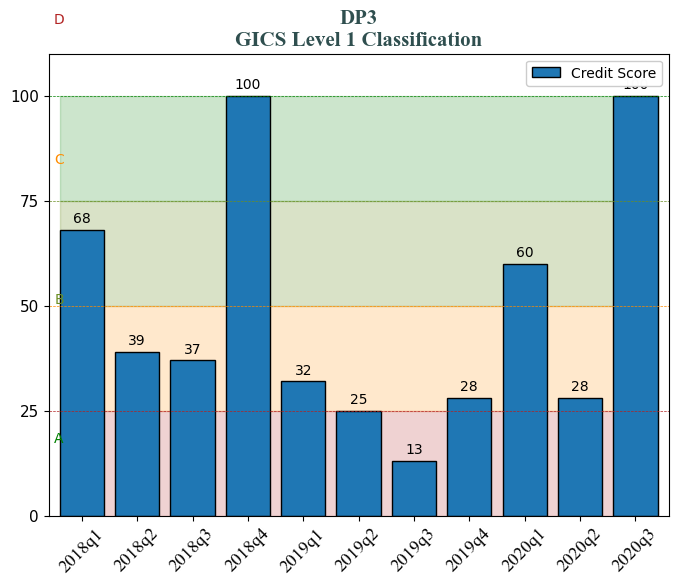 D
DP3
GICS Level 1 Classification
Credit Score
100
100
C
75
68
60
B
50
39
37
32
28
28
25
25
A
13
0
2018q1
2018q2
2018q3
2018q4
2019q1
2019q2
2019q3
2019q4
2020q1
2020q2
2020q3